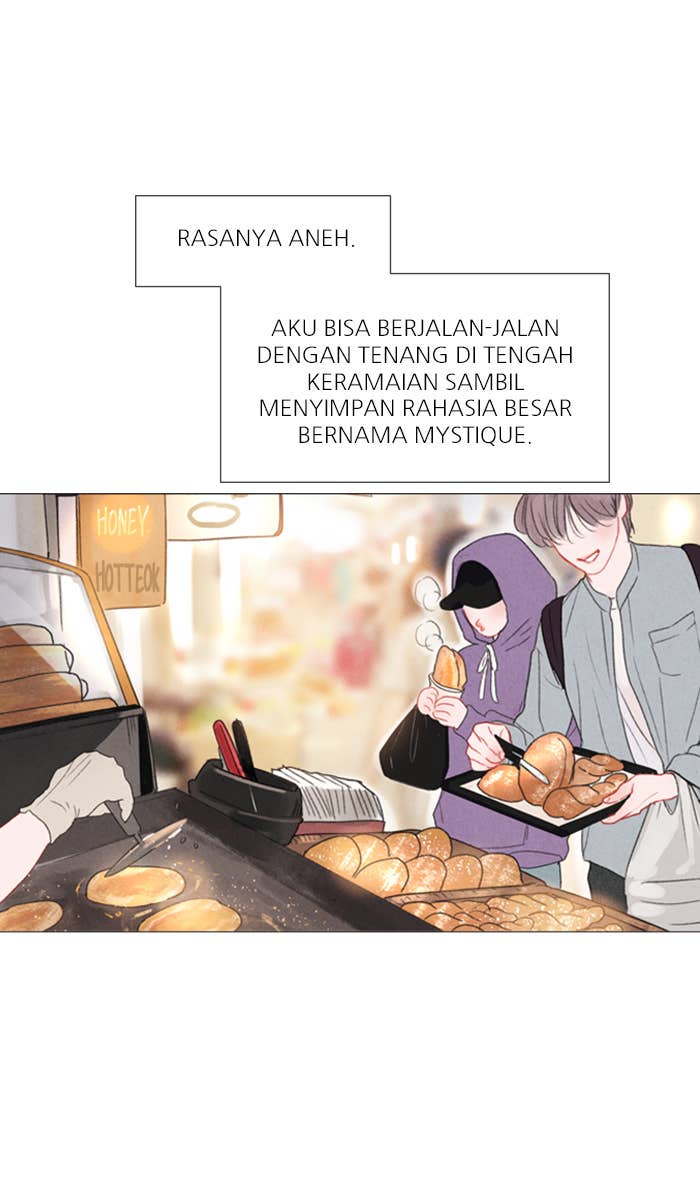 RASANYA ANEH.
AKU BISA BERJALAN-JALAN
DENGAN TENANG DI TENGAH
KERAMAIAN SAMBIL
MENYIMPAN RAHASIA BESAR
BERNAMA MYSTIQUE.
HONEY
HOTTEOK